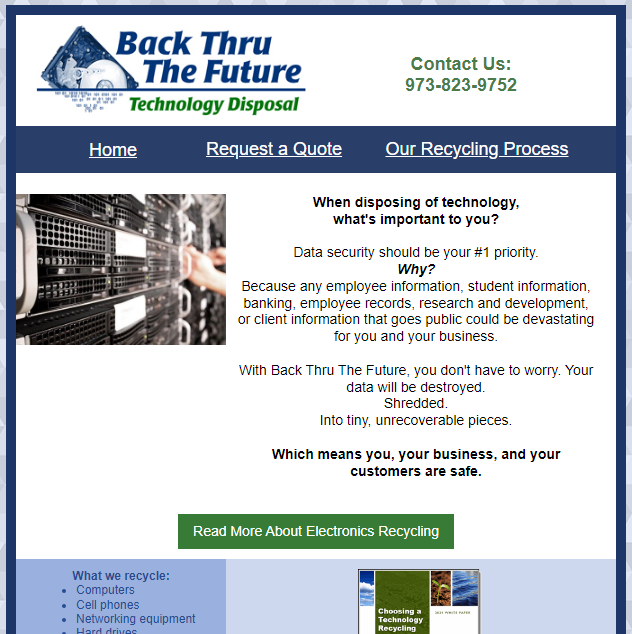 Back Thru
The Future
Technology Disposal
Contact Us:
973-823-9752
Home
Request a Quote
Our Recycling Process
When disposing of technology,
what's important to you?
Data security should be your #1 priority.
Why?
Because any employee information, student information,
banking, employee records, research and development,
or client information that goes public could be devastating
for you and your business.
With Back Thru The Future, you don't have to worry. Your
data will be destroyed.
Shredded.
Into tiny, unrecoverable pieces.
Which means you, your business, and your
customers are safe.
Read More About Electronics Recycling
What we recycle:
• Computers
• Cell phones
• Networking equipment
• Hard drives
WHITE PAPER
Choosing a
Technology
Recycling